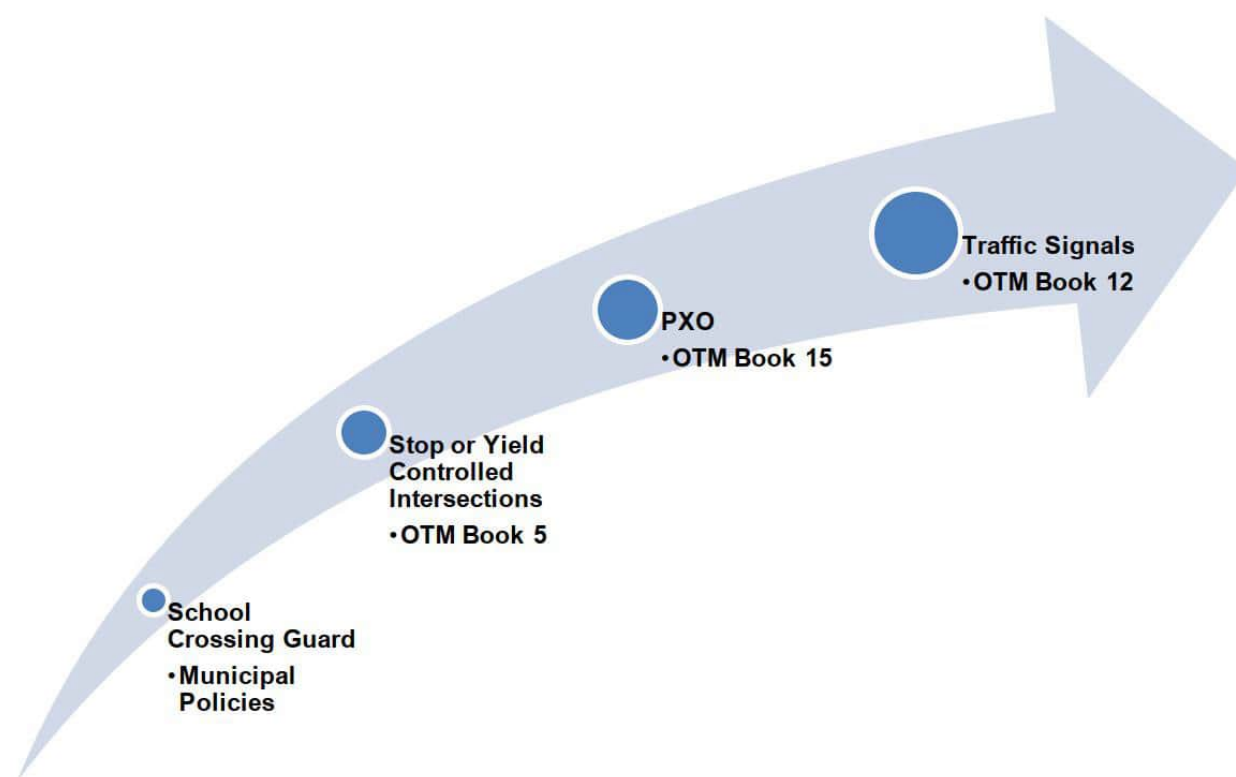 Traffic Signals
•OTM Book 12
PXO
•OTM Book 15
Stop or Yield
Controlled
Intersections
•OTM Book 5
School
Crossing Guard
•Municipal
Policies